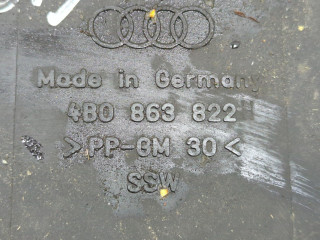 Made in Germany
4B0 863 822
>PP-GM 30<
SSW